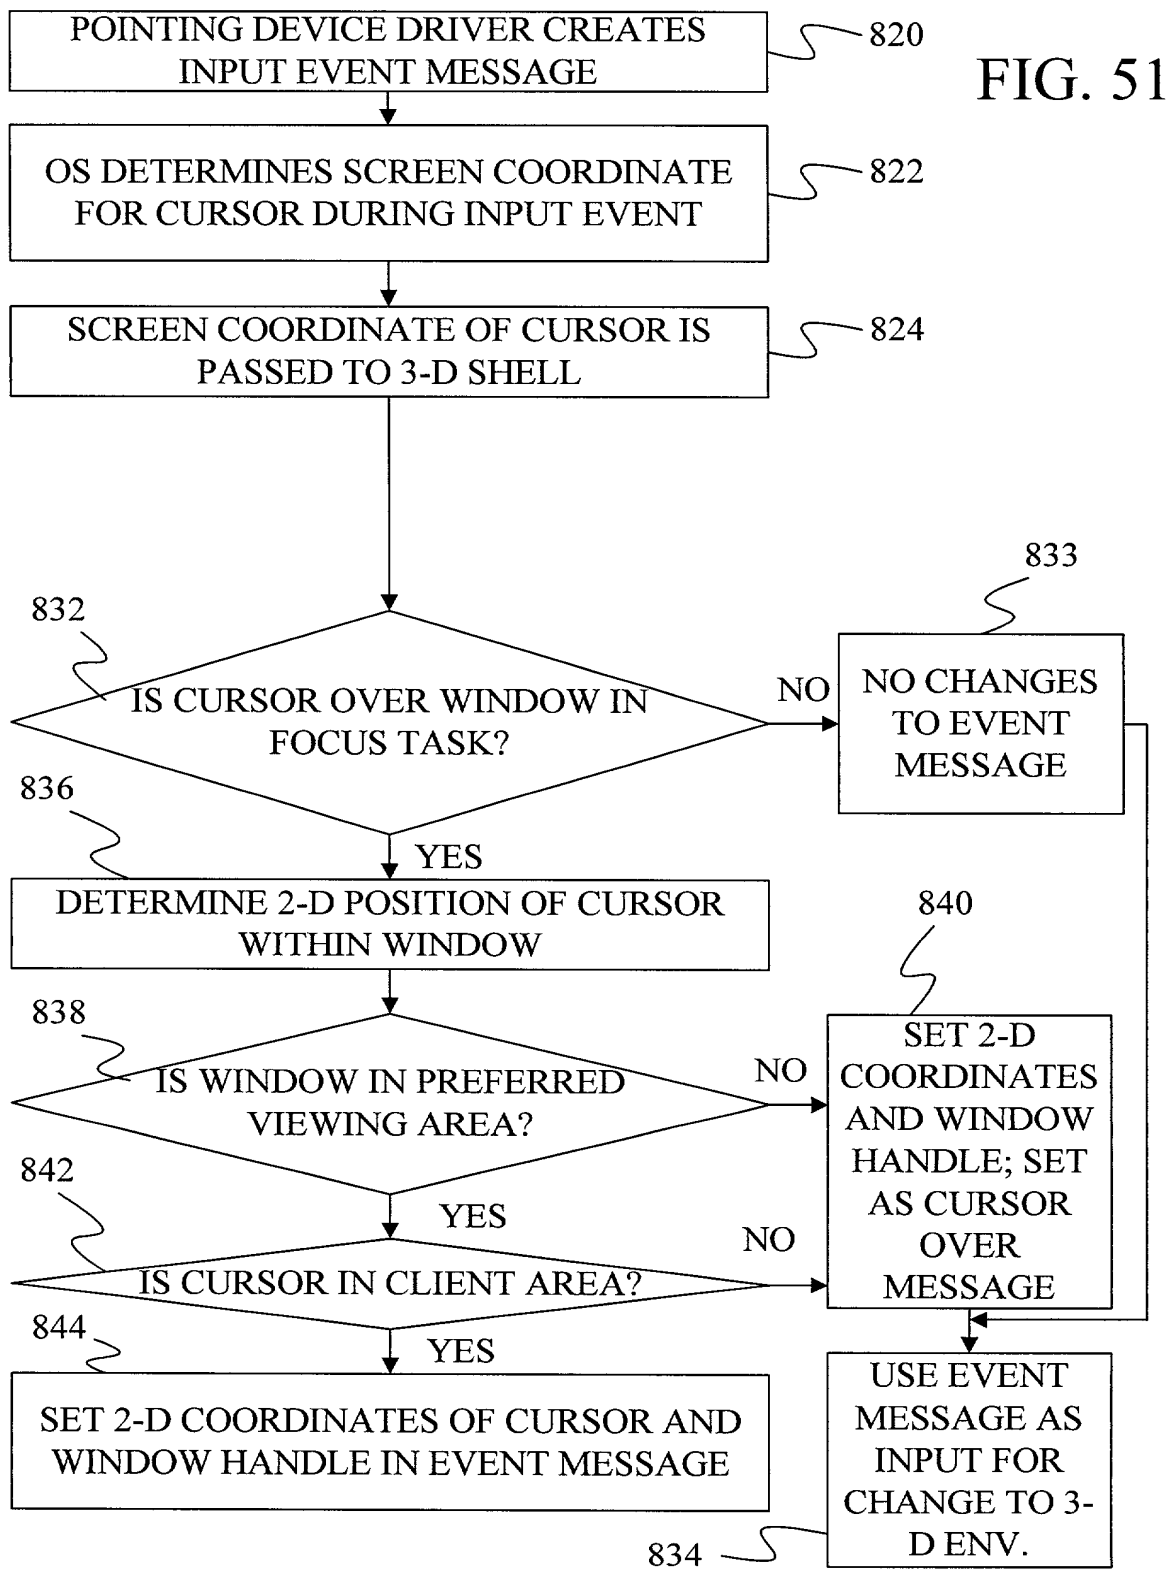 POINTING DEVICE DRIVER CREATES
INPUT EVENT MESSAGE
820
FIG. 51
OS DETERMINES SCREEN COORDINATE
FOR CURSOR DURING INPUT EVENT
822
SCREEN COORDINATE OF CURSOR IS
PASSED TO 3-D SHELL
824
832
IS CURSOR OVER WINDOW IN
FOCUS TASK?
NO
833
NO CHANGES
TO EVENT
MESSAGE
YES
836
DETERMINE 2-D POSITION OF CURSOR
WITHIN WINDOW
838
IS WINDOW IN PREFERRED
VIEWING AREA?
NO
840
SET 2-D
COORDINATES
AND WINDOW
HANDLE; SET
AS CURSOR
OVER
MESSAGE
YES
842
IS CURSOR IN CLIENT AREA?
NO
YES
844
SET 2-D COORDINATES OF CURSOR AND
WINDOW HANDLE IN EVENT MESSAGE
USE EVENT
MESSAGE AS
INPUT FOR
CHANGE TO 3-
D ENV.
834